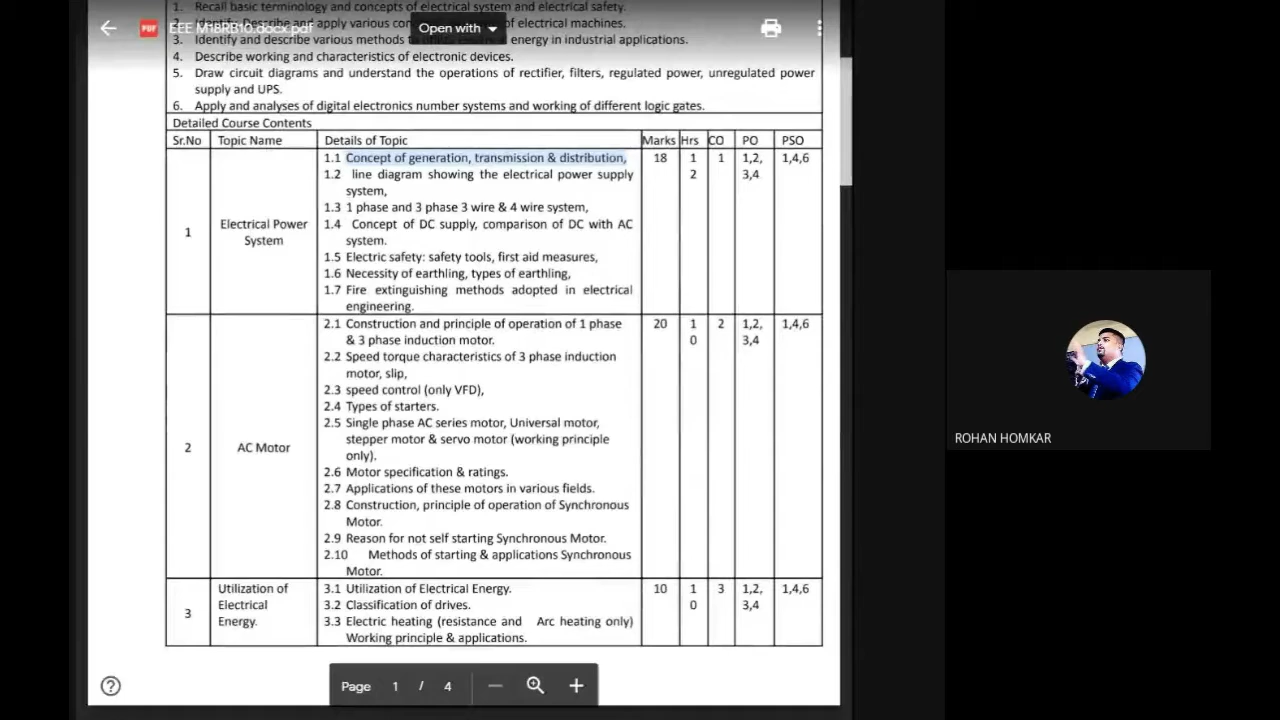 1. Recall basic terminology and concepts of electrical system and electrical safety.
EEE M18RB10.docx.pdf
Open with
2. Identify, Describe and apply various of electrical machines.
3. Identify and describe various methods energy in industrial applications.
4. Describe working and characteristics of electronic devices.
5. Draw circuit diagrams and understand the operations of rectifier, filters, regulated power, unregulated power
supply and UPS.
6. Apply and analyses of digital electronics number systems and working of different logic gates.
Detailed Course Contents
Sr.No Topic Name Details of Topic Marks Hrs CO PO PSO
1.1 Concept of generation, transmission & distribution, 18 1 1 1,2, 1,4,6
1.2 line diagram showing the electrical power supply 2 3,4
system,
1.3 1 phase and 3 phase 3 wire & 4 wire system,
1 Electrical Power 1.4 Concept of DC supply, comparison of DC with AC
System system.
1.5 Electric safety: safety tools, first aid measures,
1.6 Necessity of earthling, types of earthling,
1.7 Fire extinguishing methods adopted in electrical
engineering.
2.1 Construction and principle of operation of 1 phase 20 1 2 1,2, 1,4,6
& 3 phase induction motor. 0 3,4
2.2 Speed torque characteristics of 3 phase induction
motor, slip,
2.3 speed control (only VFD),
2.4 Types of starters.
2.5 Single phase AC series motor, Universal motor,
stepper motor & servo motor (working principle
2 AC Motor only).
2.6 Motor specification & ratings.
2.7 Applications of these motors in various fields.
2.8 Construction, principle of operation of Synchronous
Motor.
2.9 Reason for not self starting Synchronous Motor.
2.10 Methods of starting & applications Synchronous
Motor.
Utilization of 3.1 Utilization of Electrical Energy. 10 1 3 1,2, 1,4,6
3 Electrical 3.2 Classification of drives. 0 3,4
Energy. 3.3 Electric heating (resistance and Arc heating only)
Working principle & applications.
Page 1 / 4
ROHAN HOMKAR